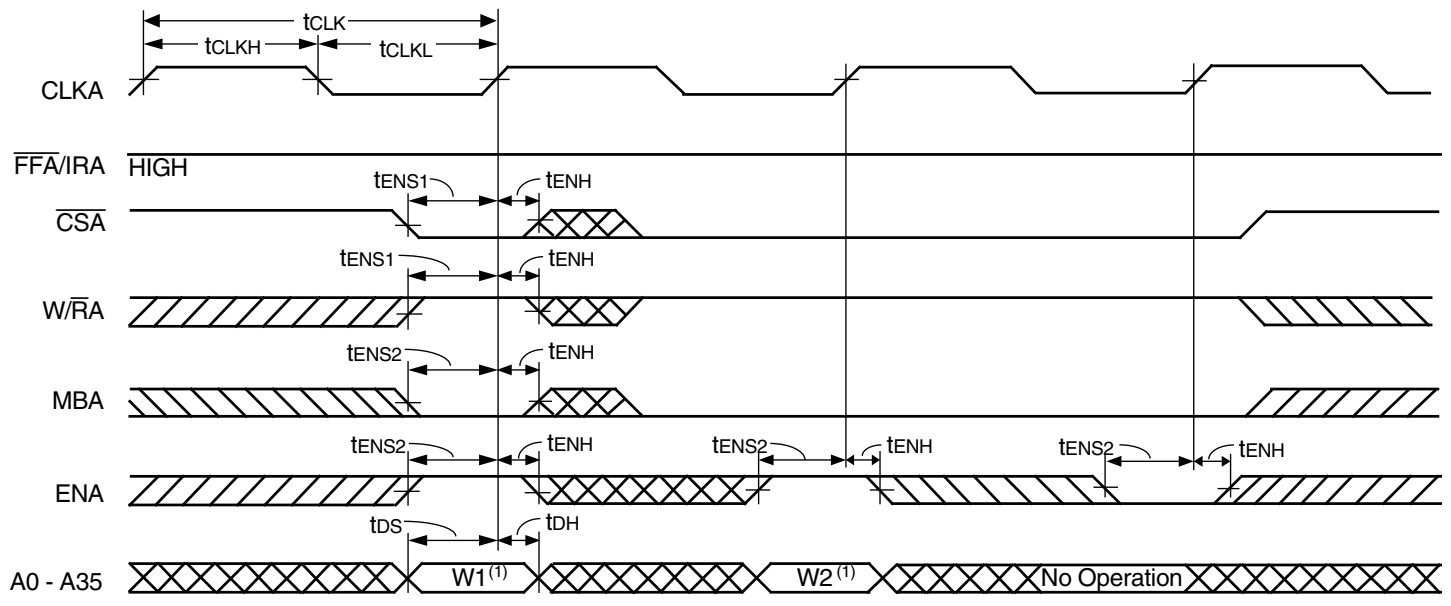 tCLK
tCLKH tCLKL
CLKA
FFA/IRA HIGH
tENS1 tENH
CSA
tENS1 tENH
W/RA
tENS2 tENH
MBA
tENS2 tENH tENS2 tENH tENS2 tENH
ENA
tDS tDH
A0 - A35 W1(1) W2(1) No Operation